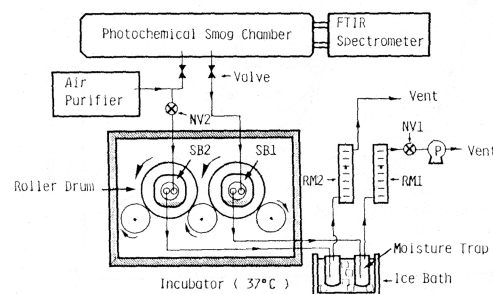 Photochemical Smog Chamber
FTIR
Spectrometer
Air
Purifier
Valve
NV2
Vent
NV1
P
Vent
SB2
SB1
RM2
RM1
Roller Drum
Moisture Trap
Ice Bath
Incubator ( 37°C )